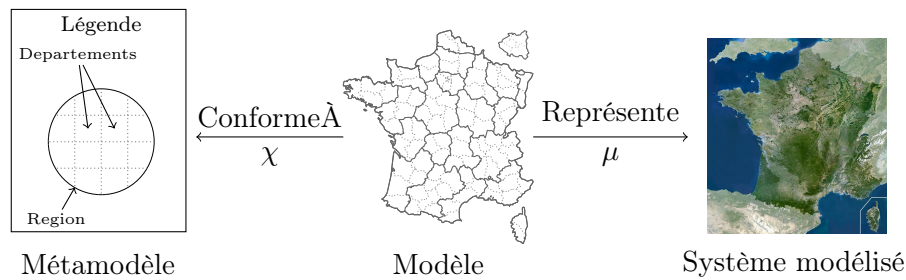 Légende
Departements
Region
Métamodèle
ConformeÀ
χ
Modèle
Représente
μ
Système modélisé